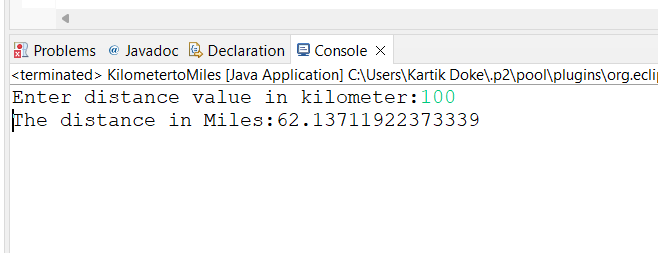 Problems @ Javadoc Declaration Console
<terminated> KilometertoMiles [Java Application] C:\Users\Kartik Doke\.p2\pool\plugins\org.eclip
Enter distance value in kilometer:100
The distance in Miles:62.13711922373339